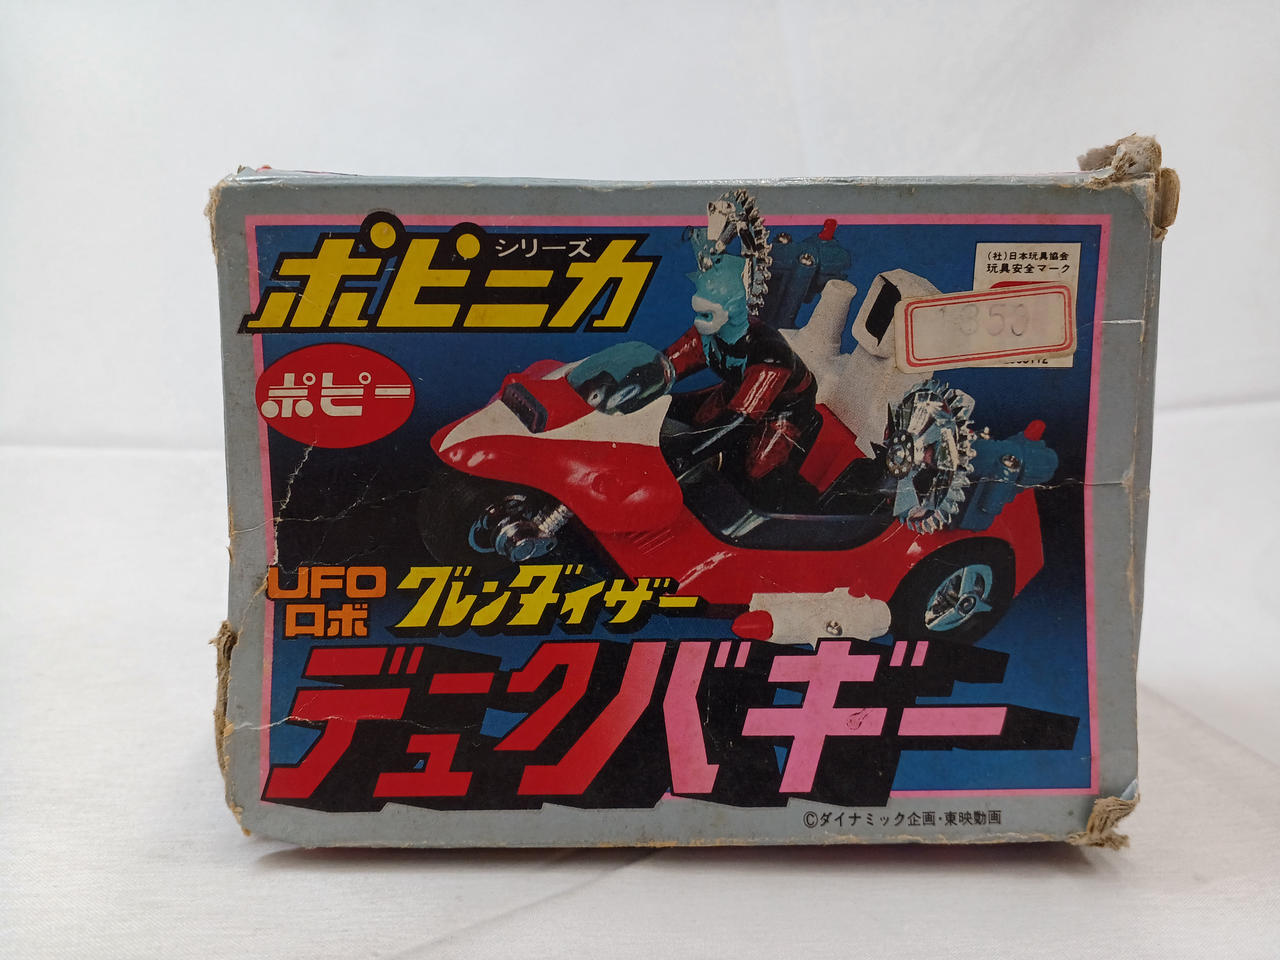 ポピニカ
シリーズ
ポピー
(社)日本玩具協会
玩具安全マーク
850
UFO
ロボ
グレンダイザー
デュークバギー
©ダイナミック企画・東映動画